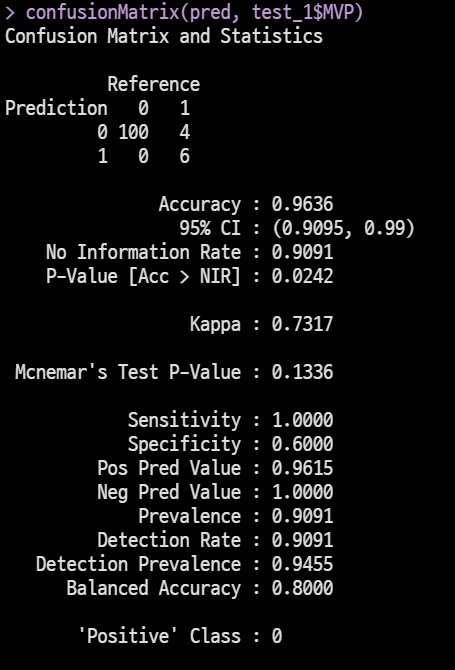 > confusionMatrix(pred, test_1$MVP)
Confusion Matrix and Statistics
Reference
Prediction 0 1
0 100 4
1 0 6
Accuracy : 0.9636
95% CI : (0.9095, 0.99)
No Information Rate : 0.9091
P-Value [Acc > NIR] : 0.0242
Kappa : 0.7317
Mcnemar's Test P-Value : 0.1336
Sensitivity : 1.0000
Specificity : 0.6000
Pos Pred Value : 0.9615
Neg Pred Value : 1.0000
Prevalence : 0.9091
Detection Rate : 0.9091
Detection Prevalence : 0.9455
Balanced Accuracy : 0.8000
'Positive' Class : 0